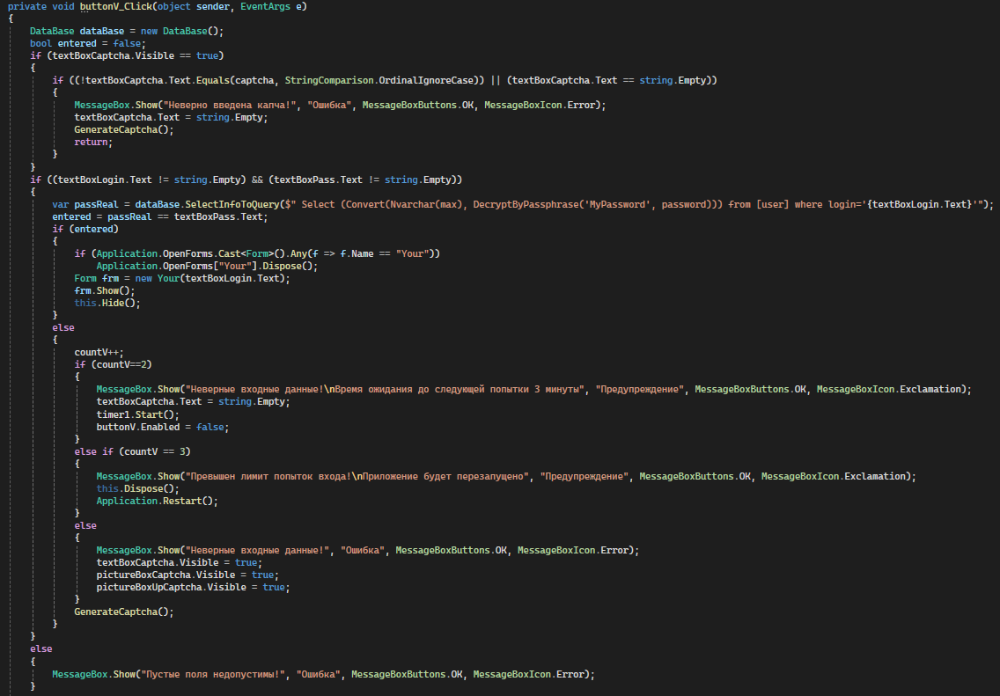 private void buttonV_Click(object sender, EventArgs e)
{
DataBase dataBase = new DataBase();
bool entered = false;
if (textBoxCaptcha.Visible == true)
{
if ((!textBoxCaptcha.Text.Equals(captcha, StringComparison.OrdinalIgnoreCase)) || (textBoxCaptcha.Text == string.Empty))
{
MessageBox.Show("Неверно введена капча!", "Ошибка", MessageBoxButtons.OK, MessageBoxIcon.Error);
textBoxCaptcha.Text = string.Empty;
GenerateCaptcha();
return;
}
}
if ((textBoxLogin.Text != string.Empty) && (textBoxPass.Text != string.Empty))
{
var passReal = dataBase.SelectInfoToQuery($" Select (Convert(Nvarchar(max), DecryptByPassphrase('MyPassword', password))) from [user] where login='{textBoxLogin.Text}'");
entered = passReal == textBoxPass.Text;
if (entered)
{
if (Application.OpenForms.Cast<Form>().Any(f => f.Name == "Your"))
Application.OpenForms["Your"].Dispose();
Form frm = new Your(textBoxLogin.Text);
frm.Show();
this.Hide();
}
else
{
countV++;
if (countV==2)
{
MessageBox.Show("Неверные входные данные!\nВремя ожидания до следующей попытки 3 минуты", "Предупреждение", MessageBoxButtons.OK, MessageBoxIcon.Exclamation);
textBoxCaptcha.Text = string.Empty;
timer1.Start();
buttonV.Enabled = false;
}
else if (countV == 3)
{
MessageBox.Show("Превышен лимит попыток входа!\nПриложение будет перезапущено", "Предупреждение", MessageBoxButtons.OK, MessageBoxIcon.Exclamation);
this.Dispose();
Application.Restart();
}
else
{
MessageBox.Show("Неверные входные данные!", "Ошибка", MessageBoxButtons.OK, MessageBoxIcon.Error);
textBoxCaptcha.Visible = true;
pictureBoxCaptcha.Visible = true;
pictureBoxUpCaptcha.Visible = true;
}
GenerateCaptcha();
}
}
else
{
MessageBox.Show("Пустые поля недопустимы!", "Ошибка", MessageBoxButtons.OK, MessageBoxIcon.Error);
}